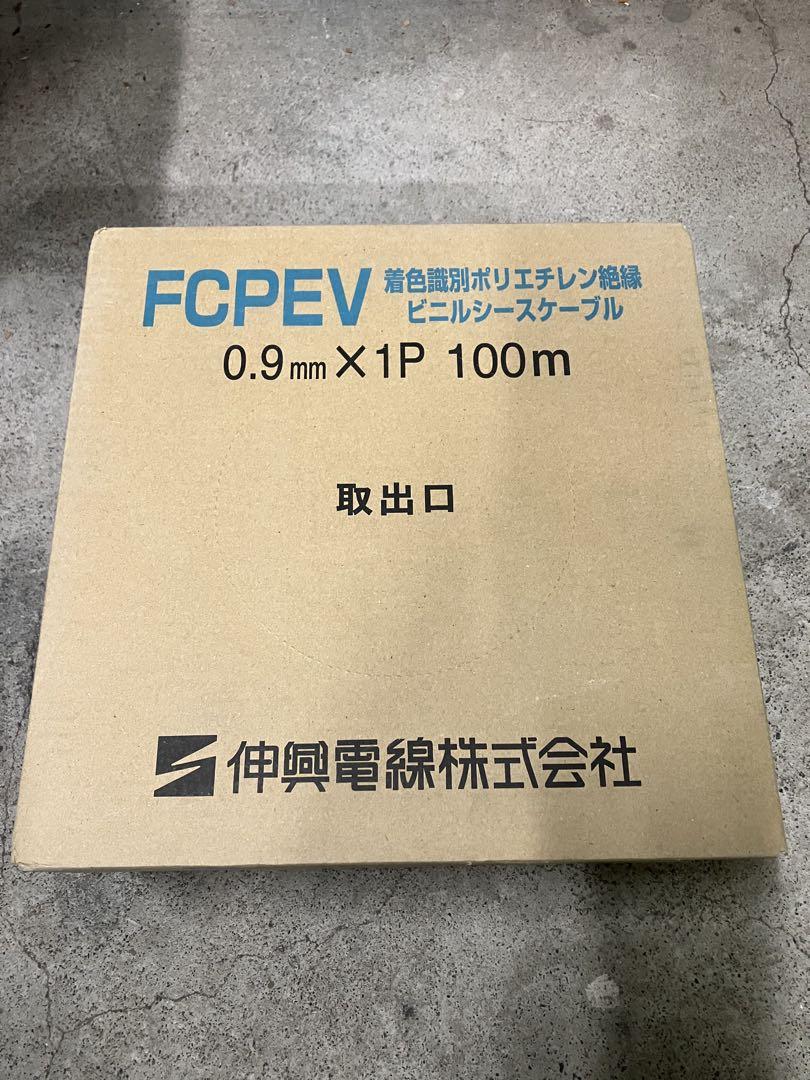 FCPEV 着色識別ポリエチレン絶縁
ビニルシースケーブル
0.9mm×1P 100m
取出口
伸興電線株式会社